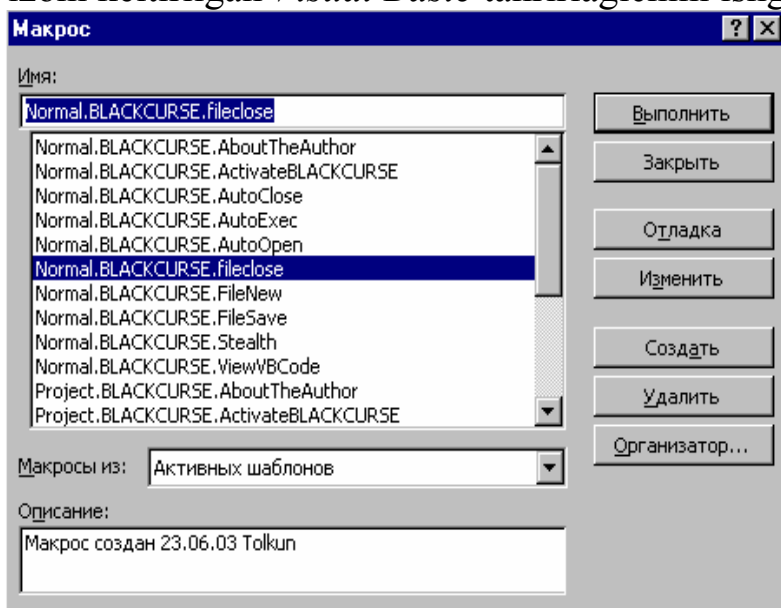 Visual Basic
Макрос
Имя:
Normal.BLACKCURSE.fileclose
Выполнить
Normal.BLACKCURSE.AboutTheAuthor
Normal.BLACKCURSE.ActivateBLACKCURSE
Normal.BLACKCURSE.AutoClose
Normal.BLACKCURSE.AutoExec
Normal.BLACKCURSE.AutoOpen
Normal.BLACKCURSE.fileclose
Normal.BLACKCURSE.FileNew
Normal.BLACKCURSE.FileSave
Normal.BLACKCURSE.Stealth
Normal.BLACKCURSE.ViewVBCode
Project.BLACKCURSE.AboutTheAuthor
Project.BLACKCURSE.ActivateBLACKCURSE
Закрыть
Отладка
Изменить
Создать
Удалить
Организатор...
Макросы из: Активных шаблонов
Описание:
Макрос создан 23.06.03 Tolkun